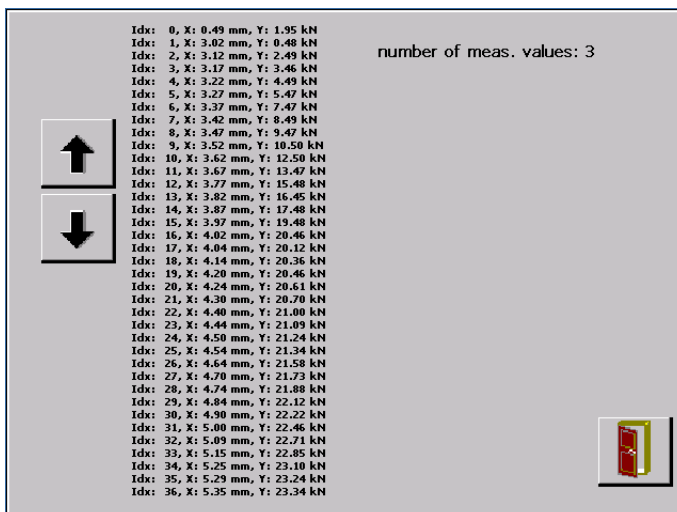 Idx: 0, X: 0.49 mm, Y: 1.95 kN
Idx: 1, X: 3.02 mm, Y: 0.48 kN
Idx: 2, X: 3.12 mm, Y: 2.49 kN
Idx: 3, X: 3.17 mm, Y: 3.46 kN
Idx: 4, X: 3.22 mm, Y: 4.49 kN
Idx: 5, X: 3.27 mm, Y: 5.47 kN
Idx: 6, X: 3.37 mm, Y: 7.47 kN
Idx: 7, X: 3.42 mm, Y: 8.49 kN
Idx: 8, X: 3.47 mm, Y: 9.47 kN
Idx: 9, X: 3.52 mm, Y: 10.50 kN
Idx: 10, X: 3.62 mm, Y: 12.50 kN
Idx: 11, X: 3.67 mm, Y: 13.47 kN
Idx: 12, X: 3.77 mm, Y: 15.48 kN
Idx: 13, X: 3.82 mm, Y: 16.45 kN
Idx: 14, X: 3.87 mm, Y: 17.48 kN
Idx: 15, X: 3.97 mm, Y: 19.48 kN
Idx: 16, X: 4.02 mm, Y: 20.46 kN
Idx: 17, X: 4.04 mm, Y: 20.12 kN
Idx: 18, X: 4.14 mm, Y: 20.36 kN
Idx: 19, X: 4.20 mm, Y: 20.46 kN
Idx: 20, X: 4.24 mm, Y: 20.61 kN
Idx: 21, X: 4.30 mm, Y: 20.70 kN
Idx: 22, X: 4.40 mm, Y: 21.00 kN
Idx: 23, X: 4.44 mm, Y: 21.09 kN
Idx: 24, X: 4.50 mm, Y: 21.24 kN
Idx: 25, X: 4.54 mm, Y: 21.34 kN
Idx: 26, X: 4.64 mm, Y: 21.58 kN
Idx: 27, X: 4.70 mm, Y: 21.73 kN
Idx: 28, X: 4.74 mm, Y: 21.88 kN
Idx: 29, X: 4.84 mm, Y: 22.12 kN
Idx: 30, X: 4.90 mm, Y: 22.22 kN
Idx: 31, X: 5.00 mm, Y: 22.46 kN
Idx: 32, X: 5.09 mm, Y: 22.71 kN
Idx: 33, X: 5.15 mm, Y: 22.85 kN
Idx: 34, X: 5.25 mm, Y: 23.10 kN
Idx: 35, X: 5.29 mm, Y: 23.24 kN
Idx: 36, X: 5.35 mm, Y: 23.34 kN
number of meas. values: 3